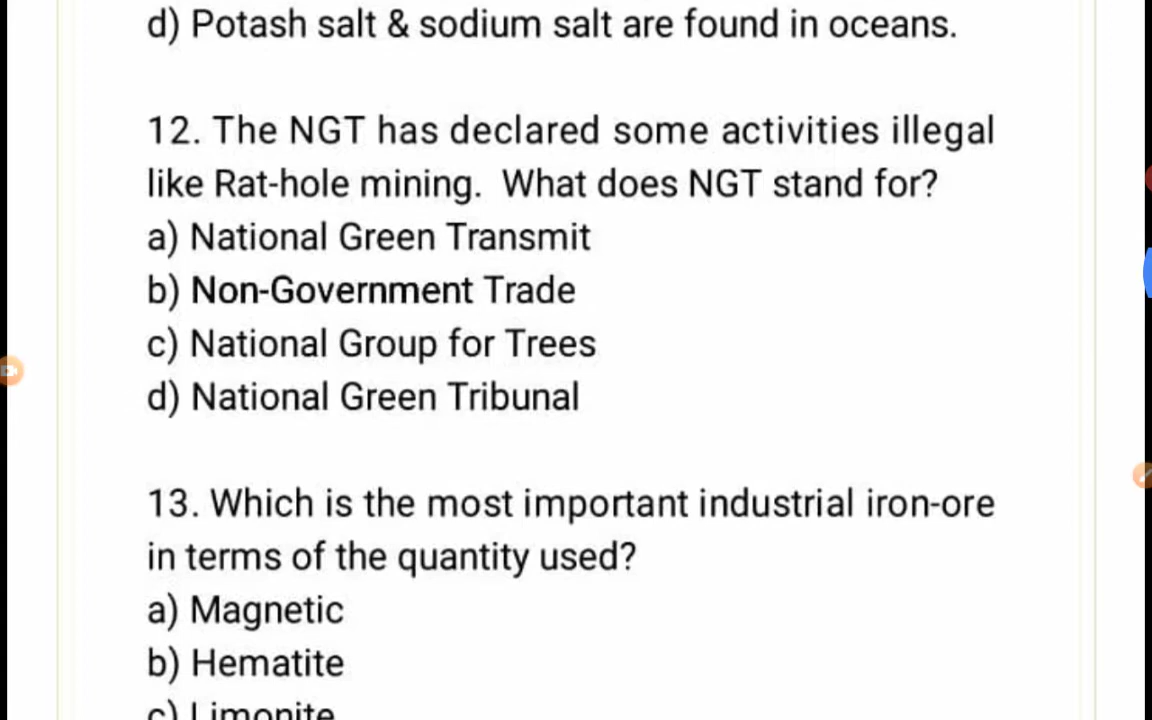 d) Potash salt & sodium salt are found in oceans.
12. The NGT has declared some activities illegal
like Rat-hole mining. What does NGT stand for?
a) National Green Transmit
b) Non-Government Trade
c) National Group for Trees
d) National Green Tribunal
13. Which is the most important industrial iron-ore
in terms of the quantity used?
a) Magnetic
b) Hematite
c) Limonite